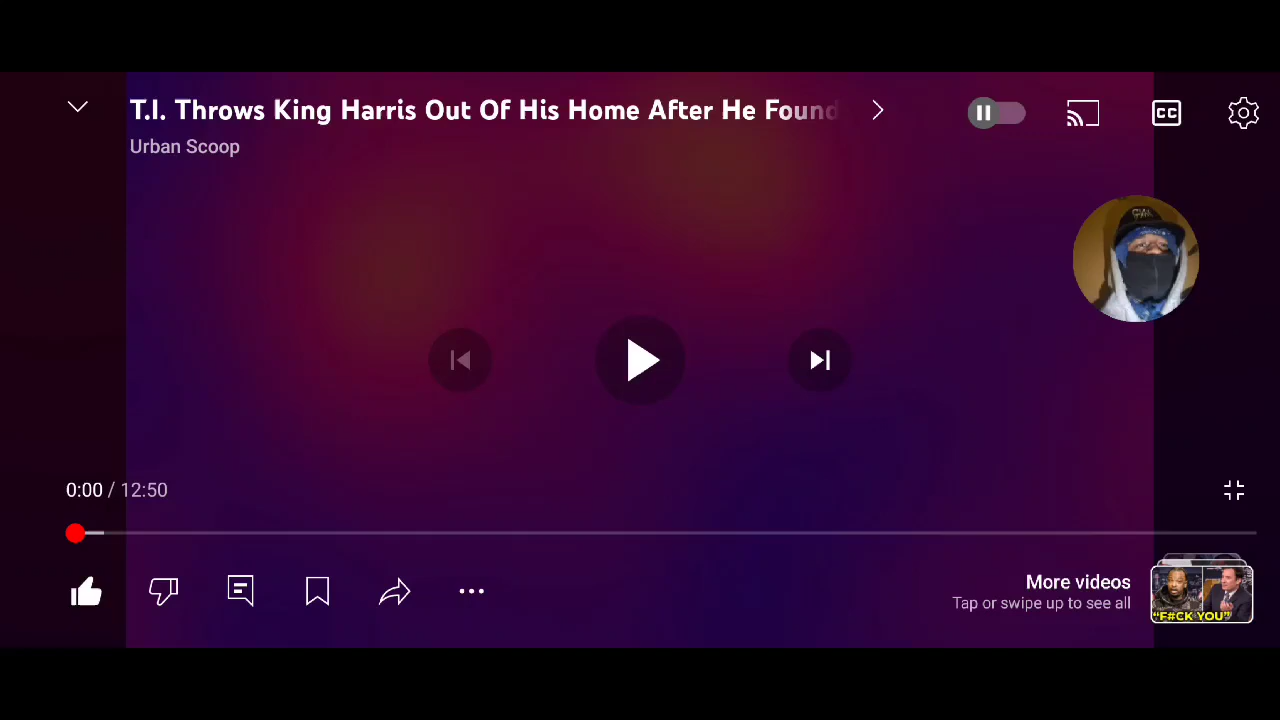 T.I. Throws King Harris Out Of His Home After He Found
Urban Scoop
CC
0:00 / 12:50
More videos
Tap or swipe up to see all
"F#CK YOU"